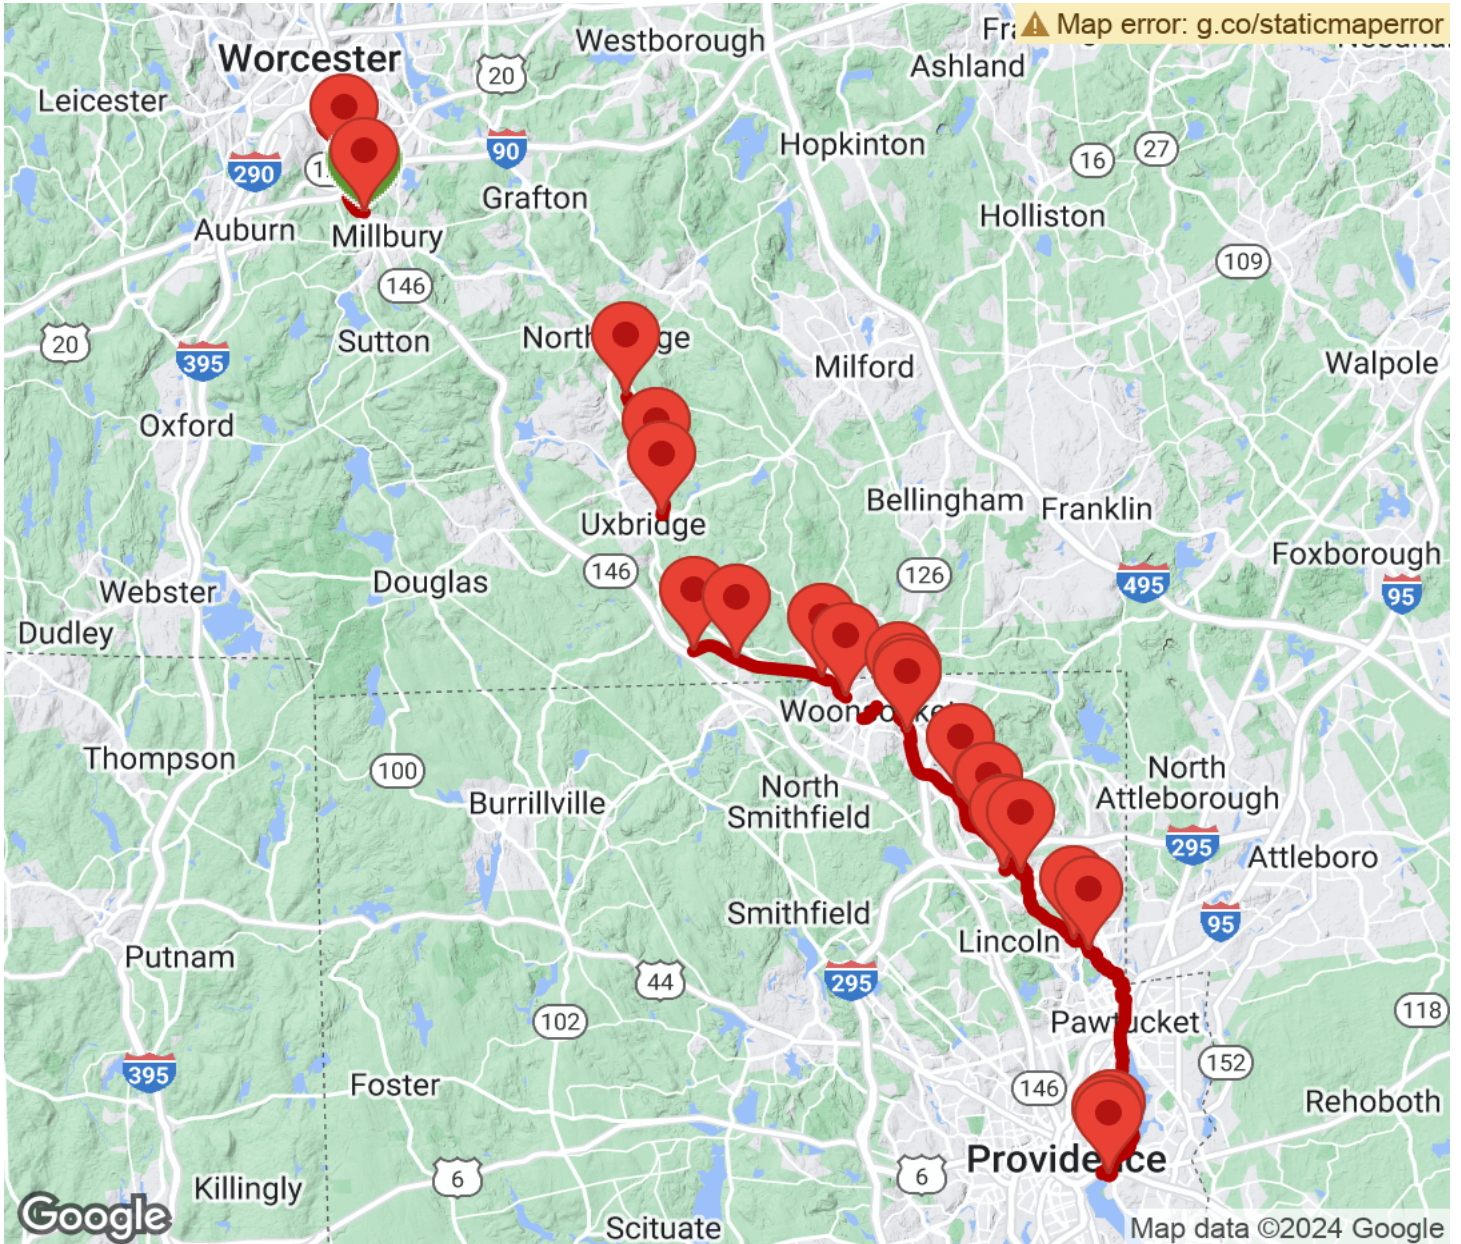 Map error: g.co/staticmaperror
Westborough
Worcester
Ashland
20
Leicester
Hopkinton
16
27
90
290
Grafton
Holliston
Auburn
Millbury
109
146
Sutton
20
395
Milford
Walpole
Oxford
Bellingham
Franklin
Uxbridge
Foxborough
146
126
495
95
Webster
Douglas
Dudley
Thompson
100
North
Attleborough
Burrillville
North
Smithfield
295
Attleboro
Smithfield
95
Lincoln
Putnam
295
44
118
102
Pawtucket
152
395
Foster
146
Rehoboth
Providence
6
6
Killingly
Google
Scituate
Map data ©2024 Google